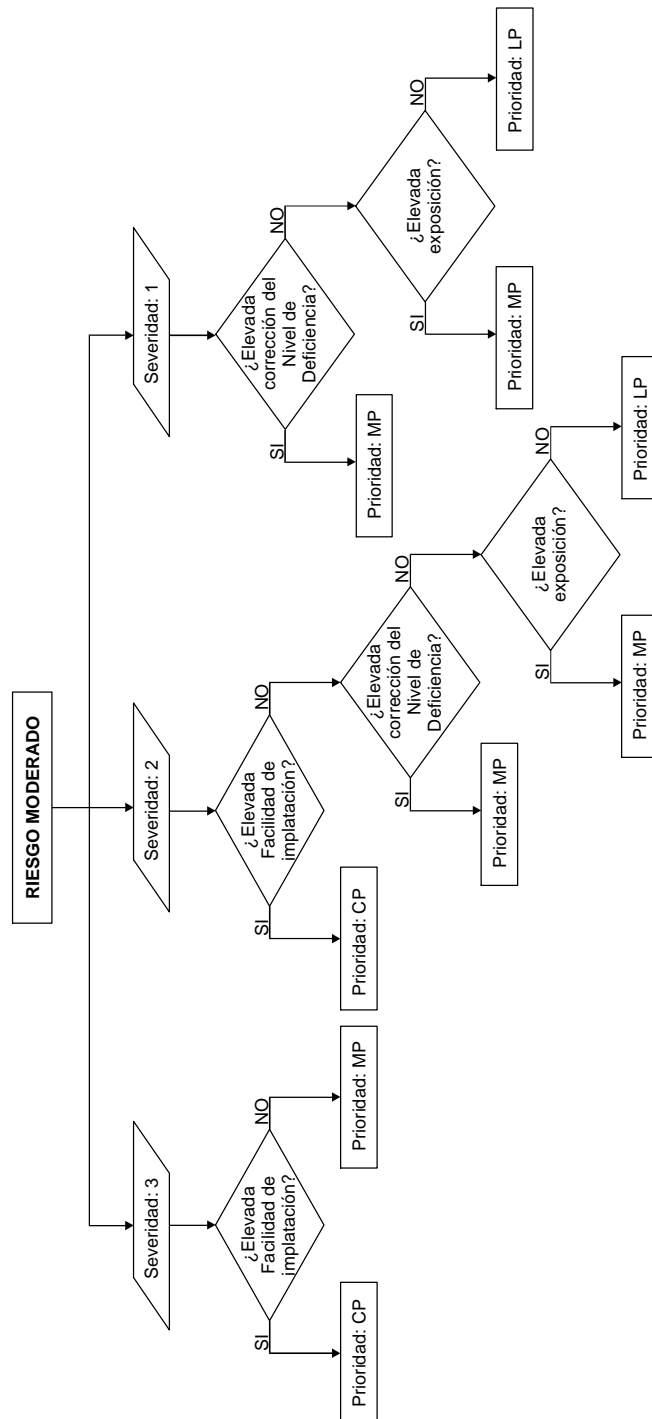 RIESGO MODERADO
Severidad: 3
Severidad: 2
Severidad: 1
¿Elevada
Facilidad de
implatación?
SI
NO
Prioridad: CP
Prioridad: MP
¿Elevada
Facilidad de
implatación?
SI
NO
Prioridad: CP
¿Elevada
corrección del
Nivel de
Deficiencia?
SI
NO
Prioridad: MP
¿Elevada
exposición?
SI
NO
Prioridad: MP
Prioridad: LP
¿Elevada
corrección del
Nivel de
Deficiencia?
SI
NO
Prioridad: MP
¿Elevada
exposición?
SI
NO
Prioridad: MP
Prioridad: LP